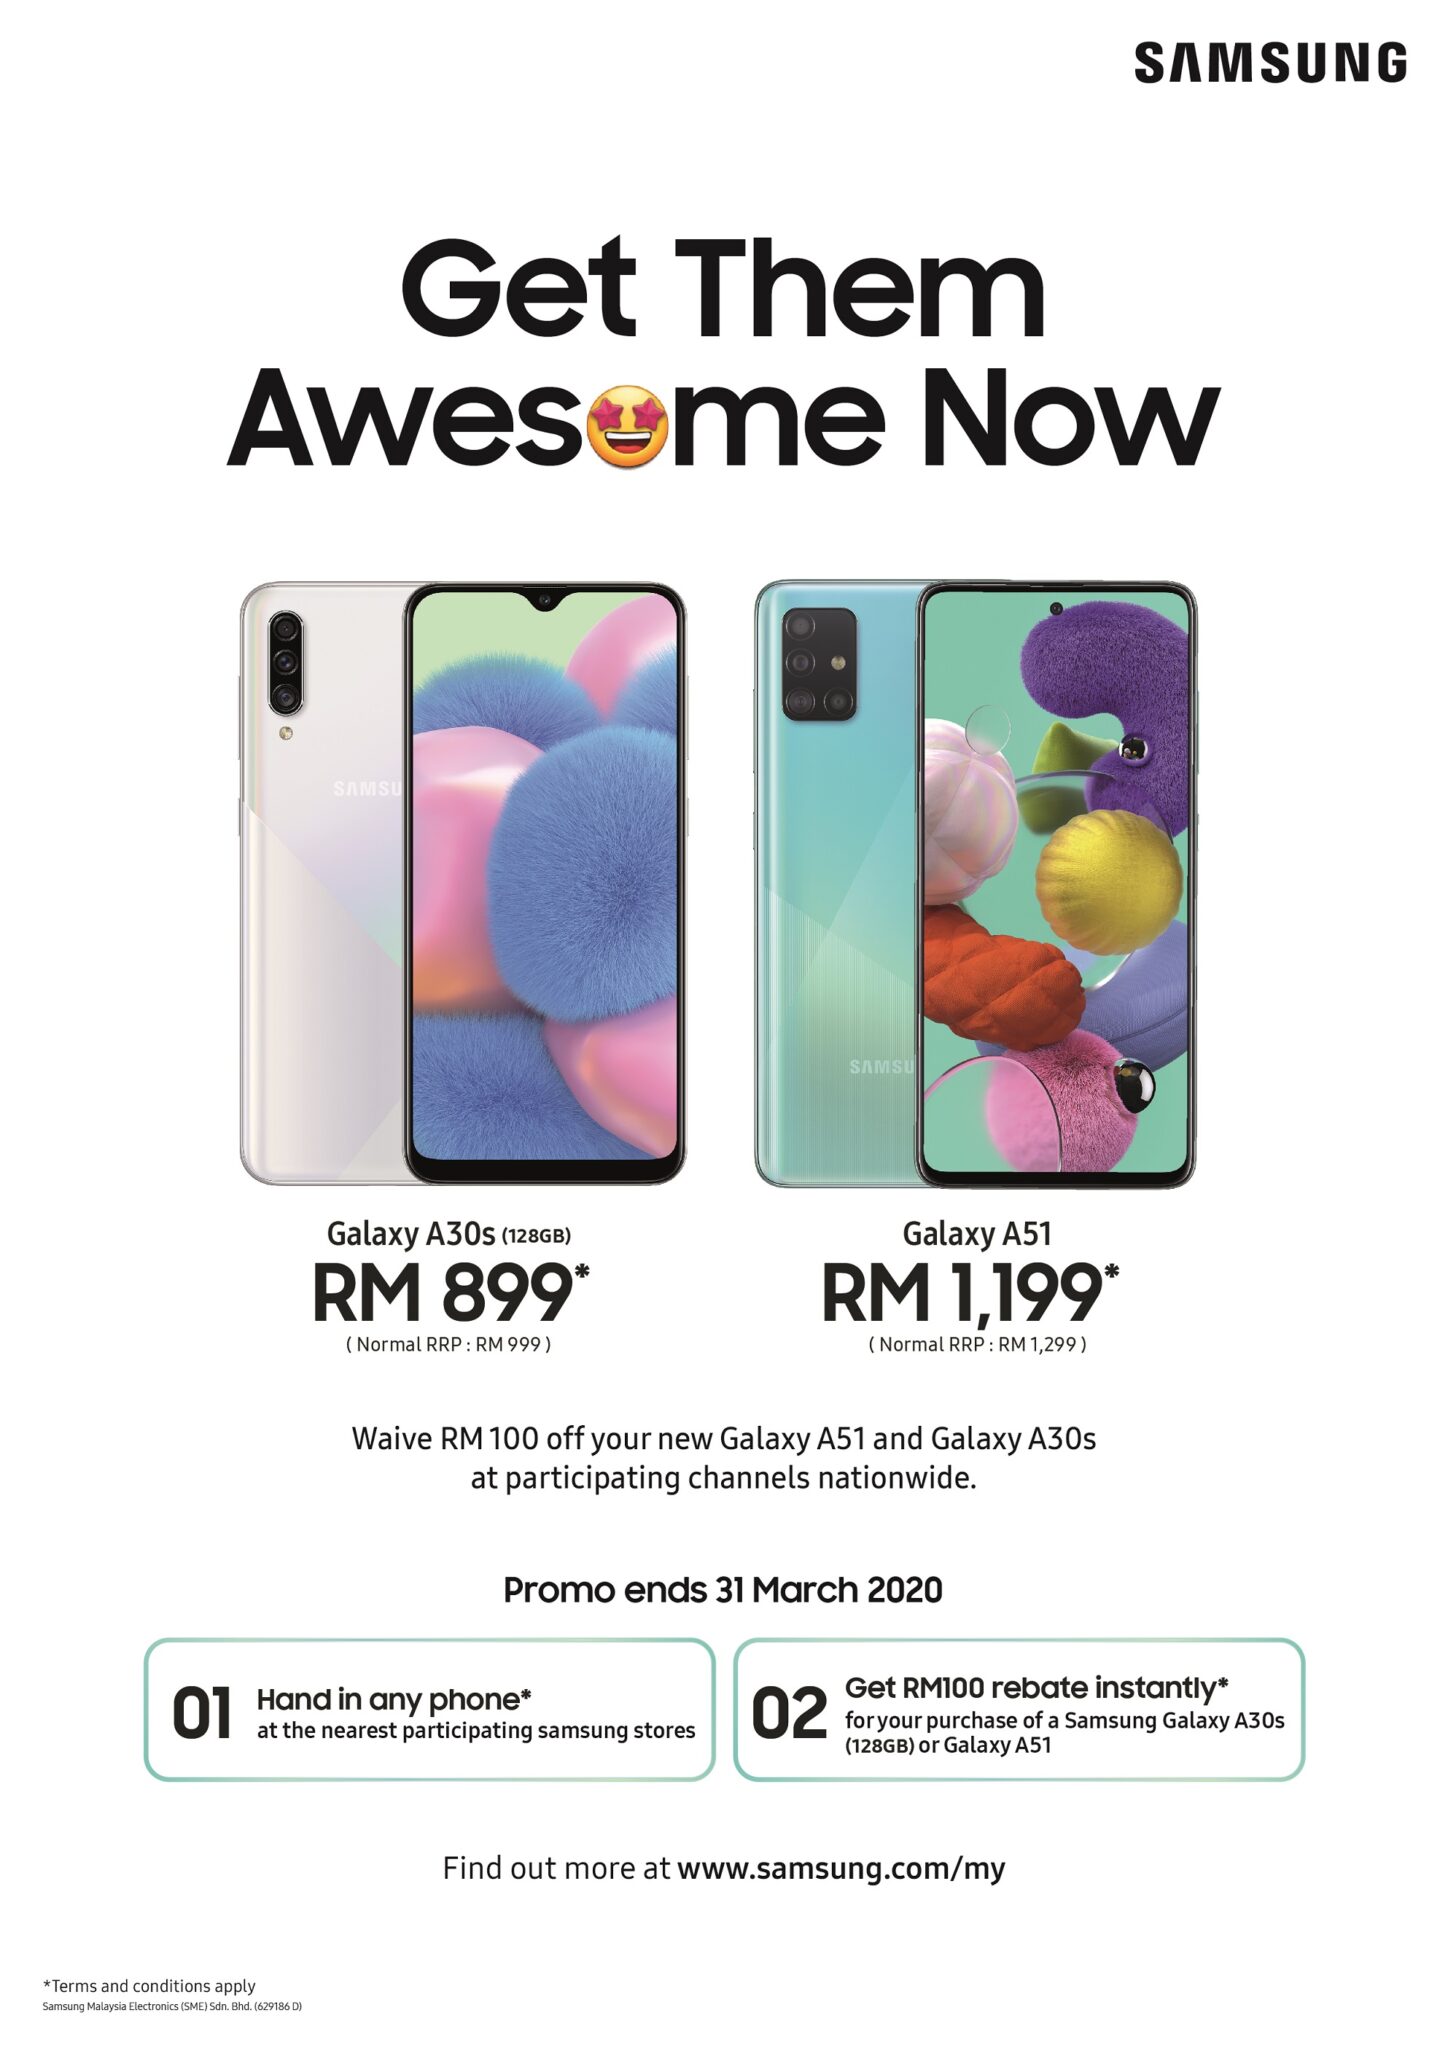 SAMSUNG
Get Them
Awes🤩me Now
SAMSU
SAMSU
Galaxy A30s (128GB)
RM 899*
( Normal RRP : RM 999 )
Galaxy A51
RM 1,199*
( Normal RRP : RM 1,299 )
Waive RM 100 off your new Galaxy A51 and Galaxy A30s
at participating channels nationwide.
Promo ends 31 March 2020
01
Hand in any phone*
at the nearest participating samsung stores
02
Get RM100 rebate instantly*
for your purchase of a Samsung Galaxy A30s
(128GB) or Galaxy A51
Find out more at www.samsung.com/my
*Terms and conditions apply
Samsung Malaysia Electronics (SME) Sdn. Bhd. (629186 D)